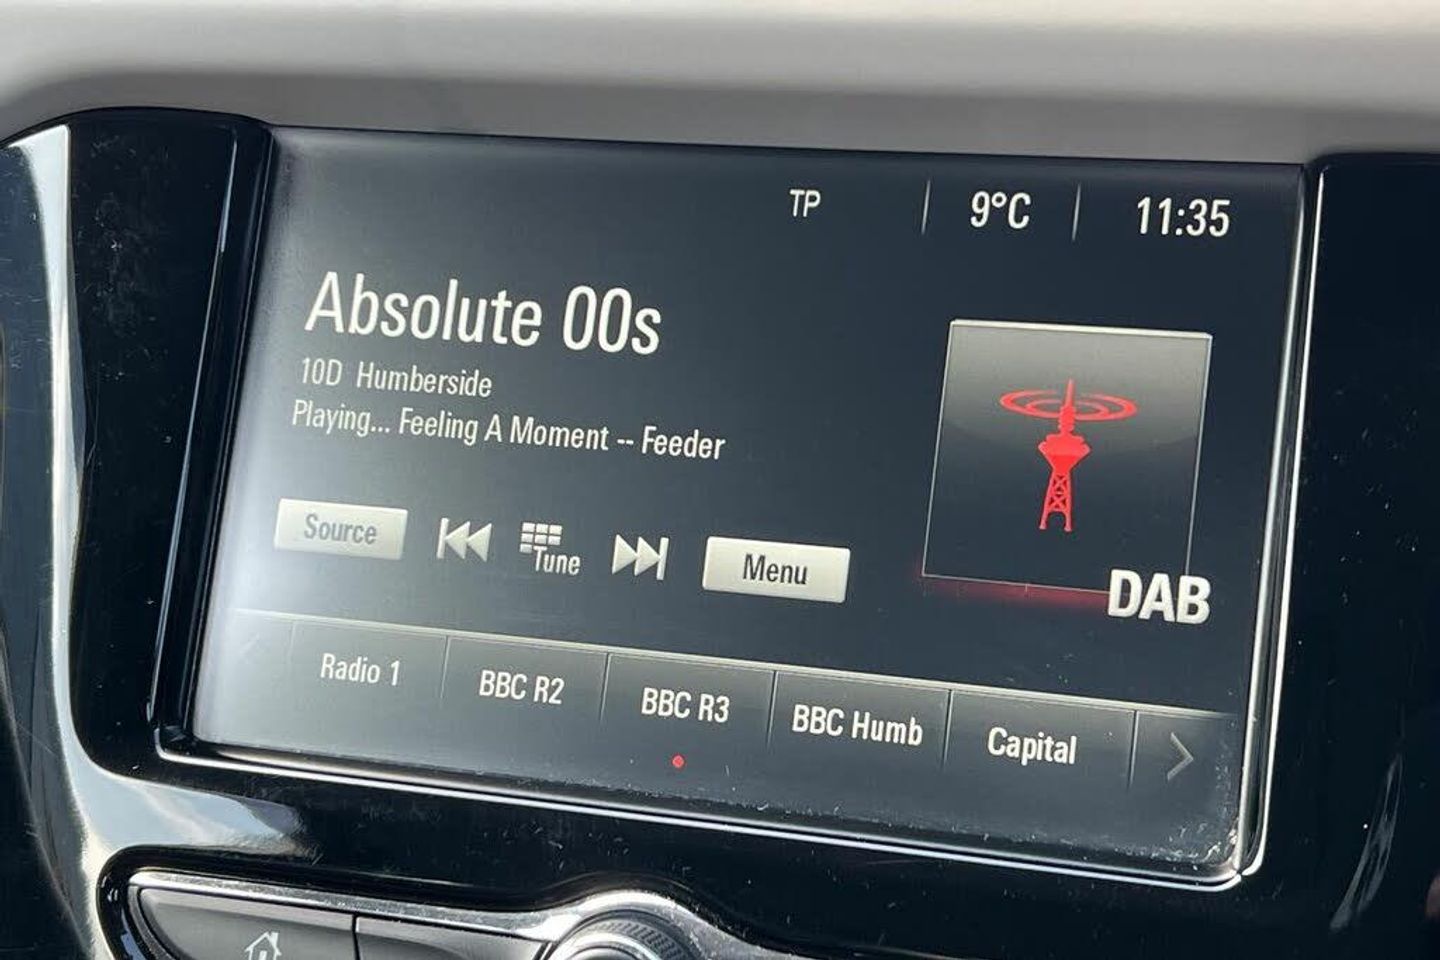 TP 9°C 11:35
Absolute 00s
10D Humberside
Playing... Feeling A Moment -- Feeder
Source Tune Menu
DAB
Radio 1 BBC R2 BBC R3 BBC Humb Capital